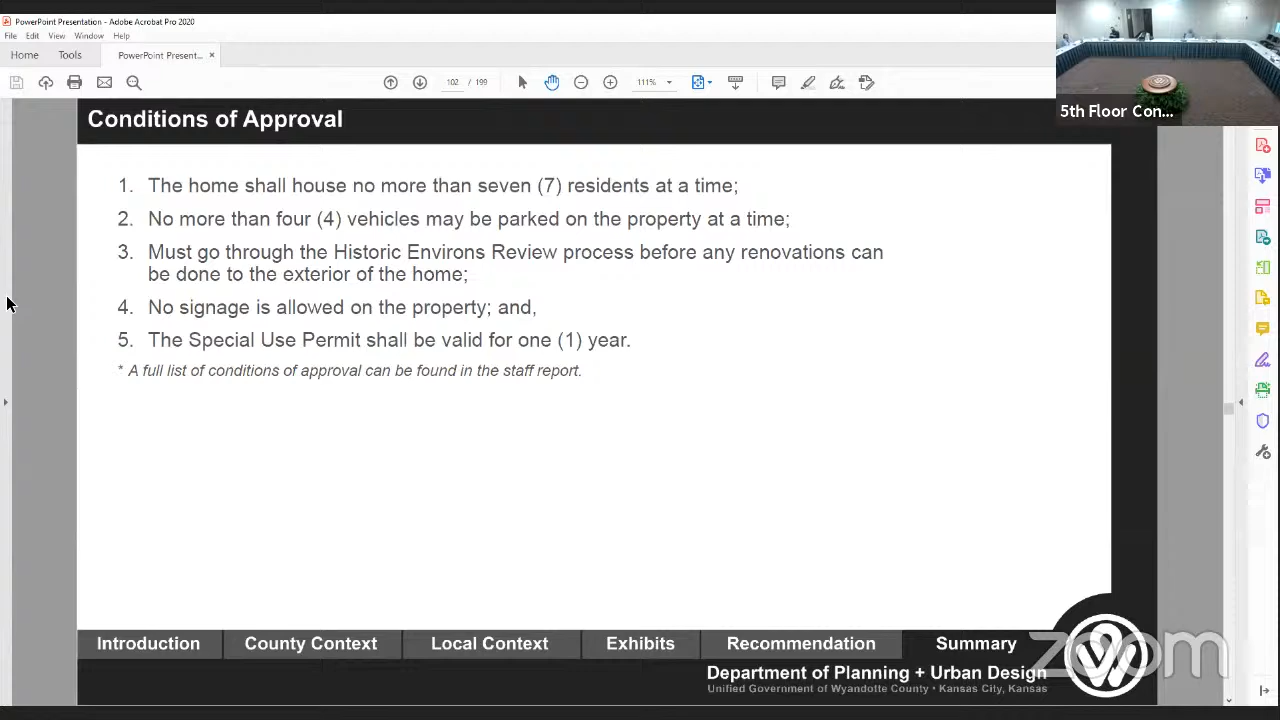 PowerPoint Presentation - Adobe Acrobat Pro 2020
File Edit View Window Help
Home Tools PowerPoint Present... ×
102 / 199 111%
5th Floor Con...
Conditions of Approval
1. The home shall house no more than seven (7) residents at a time;
2. No more than four (4) vehicles may be parked on the property at a time;
3. Must go through the Historic Environs Review process before any renovations can
be done to the exterior of the home;
4. No signage is allowed on the property; and,
5. The Special Use Permit shall be valid for one (1) year.
* A full list of conditions of approval can be found in the staff report.
Introduction County Context Local Context Exhibits Recommendation Summary
zoom
Department of Planning + Urban Design
Unified Government of Wyandotte County • Kansas City, Kansas